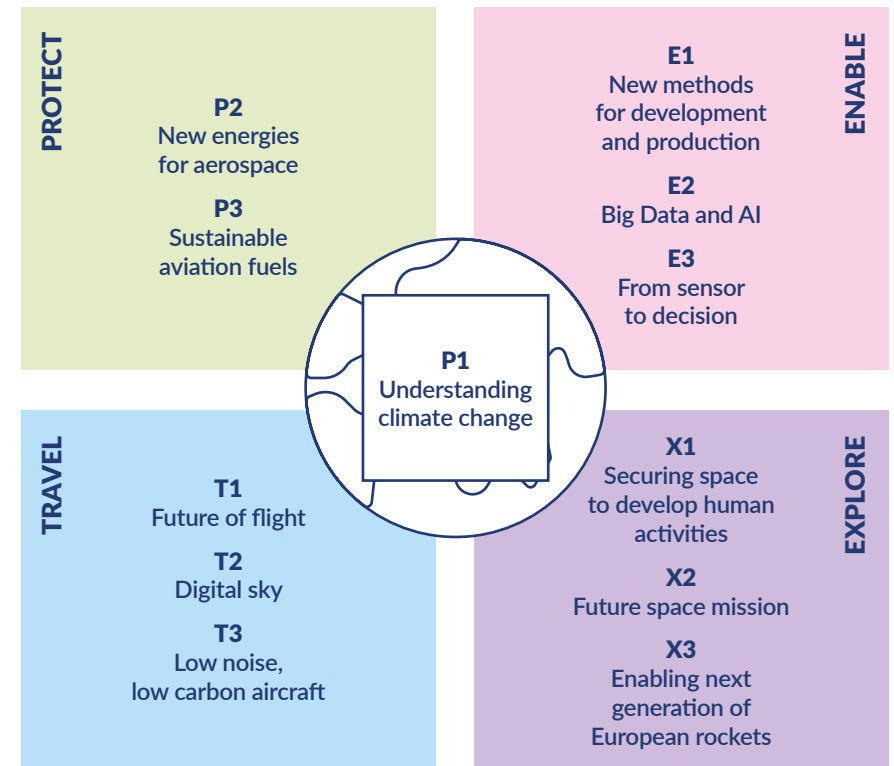 PROTECT
P2
New energies
for aerospace
P3
Sustainable
aviation fuels
ENABLE
E1
New methods
for development
and production
E2
Big Data and AI
E3
From sensor
to decision
P1
Understanding
climate change
TRAVEL
T1
Future of flight
T2
Digital sky
T3
Low noise,
low carbon aircraft
EXPLORE
X1
Securing space
to develop human
activities
X2
Future space mission
X3
Enabling next
generation of
European rockets